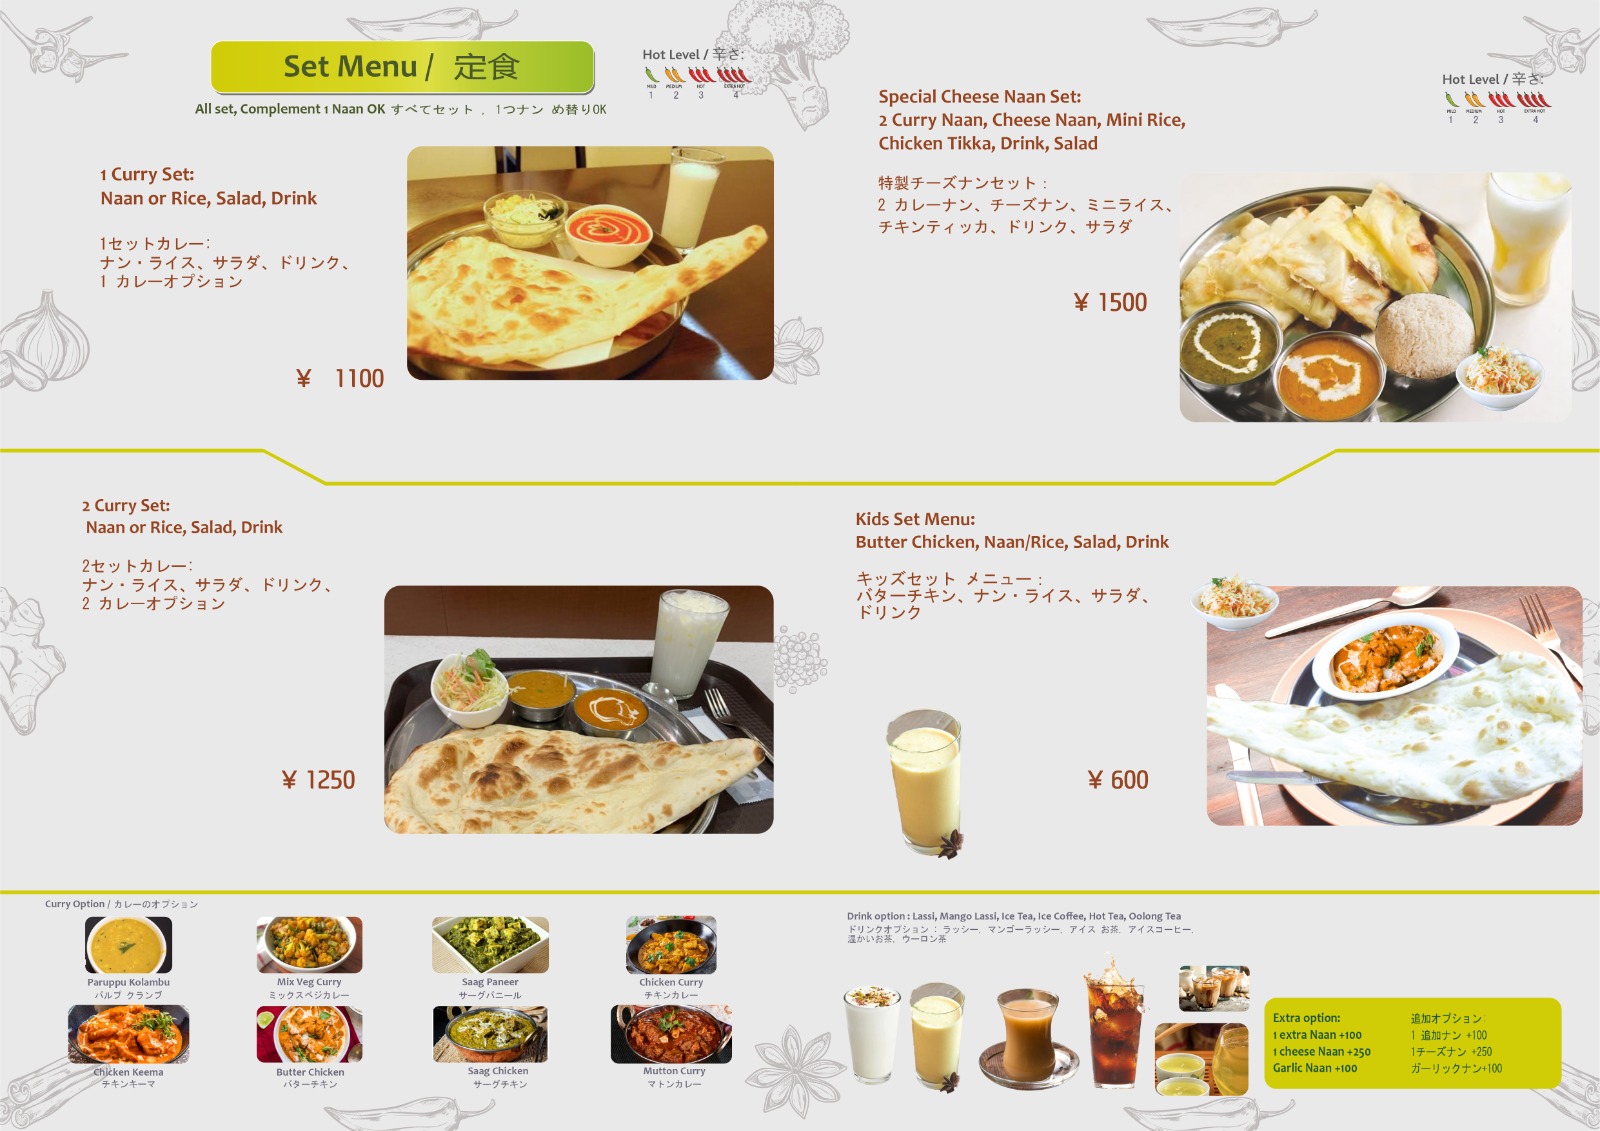 Set Menu / 定食
All set, Complement 1 Naan OK すべてセット . 1つナン め替りOK
Hot Level / 辛さ:
MILD MEDIUM HOT EXTRA HOT
1 2 3 4
1 Curry Set:
Naan or Rice, Salad, Drink
1セットカレー:
ナン・ライス、サラダ、ドリンク、
1 カレーオプション
¥ 1100
Special Cheese Naan Set:
2 Curry Naan, Cheese Naan, Mini Rice,
Chicken Tikka, Drink, Salad
特製チーズナンセット：
2 カレーナン、チーズナン、ミニライス、
チキンティッカ、ドリンク、サラダ
¥ 1500
Hot Level / 辛さ:
MILD MEDIUM HOT EXTRA HOT
1 2 3 4
2 Curry Set:
Naan or Rice, Salad, Drink
2セットカレー:
ナン・ライス、サラダ、ドリンク、
2 カレーオプション
¥ 1250
Kids Set Menu:
Butter Chicken, Naan/Rice, Salad, Drink
キッズセット メニュー：
バターチキン、ナン・ライス、サラダ、
ドリンク
¥ 600
Curry Option / カレーのオプション
Paruppu Kolambu
パルプ クランブ
Mix Veg Curry
ミックスベジカレー
Saag Paneer
サーグパニール
Chicken Curry
チキンカレー
Chicken Keema
チキンキーマ
Butter Chicken
バターチキン
Saag Chicken
サーグチキン
Mutton Curry
マトンカレー
Drink option : Lassi, Mango Lassi, Ice Tea, Ice Coffee, Hot Tea, Oolong Tea
ドリンクオプション ： ラッシー、マンゴーラッシー、アイス お茶、アイスコーヒー、
温かいお茶、ウーロン茶
Extra option:
1 extra Naan +100
1 cheese Naan +250
Garlic Naan +100
追加オプション:
1 追加ナン +100
1チーズナン +250
ガーリックナン+100